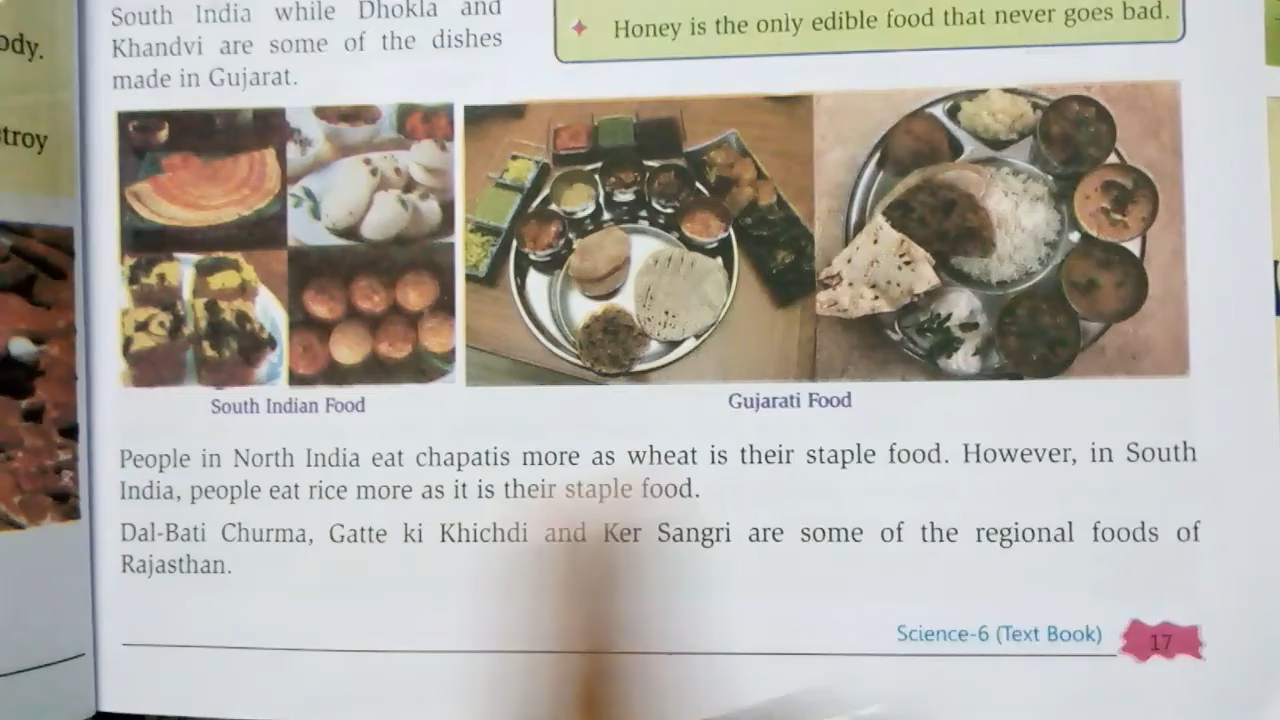 ody.
troy
South India while Dhokla and
Khandvi are some of the dishes
made in Gujarat.
Honey is the only edible food that never goes bad.
South Indian Food
Gujarati Food
People in North India eat chapatis more as wheat is their staple food. However, in South
India, people eat rice more as it is their staple food.
Dal-Bati Churma, Gatte ki Khichdi and Ker Sangri are some of the regional foods of
Rajasthan.
Science-6 (Text Book)
17